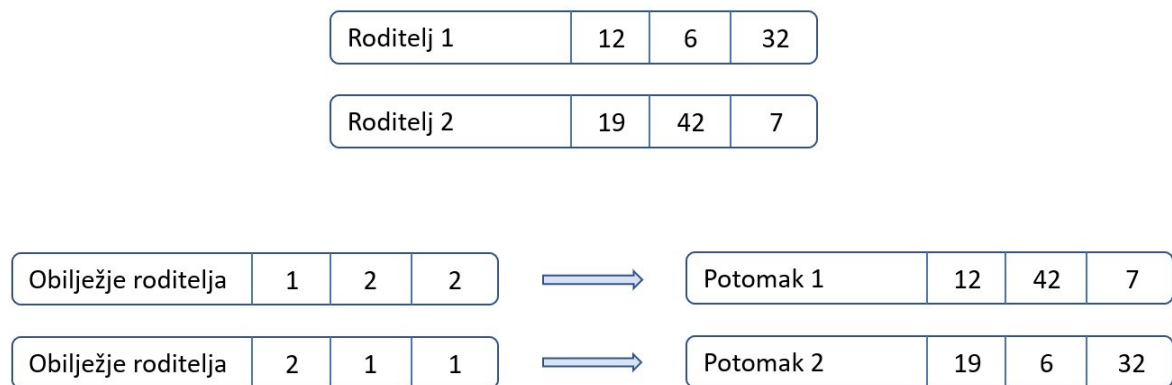 Roditelj 1 12 6 32
Roditelj 2 19 42 7
Obilježje roditelja 1 2 2 Potomak 1 12 42 7
Obilježje roditelja 2 1 1 Potomak 2 19 6 32